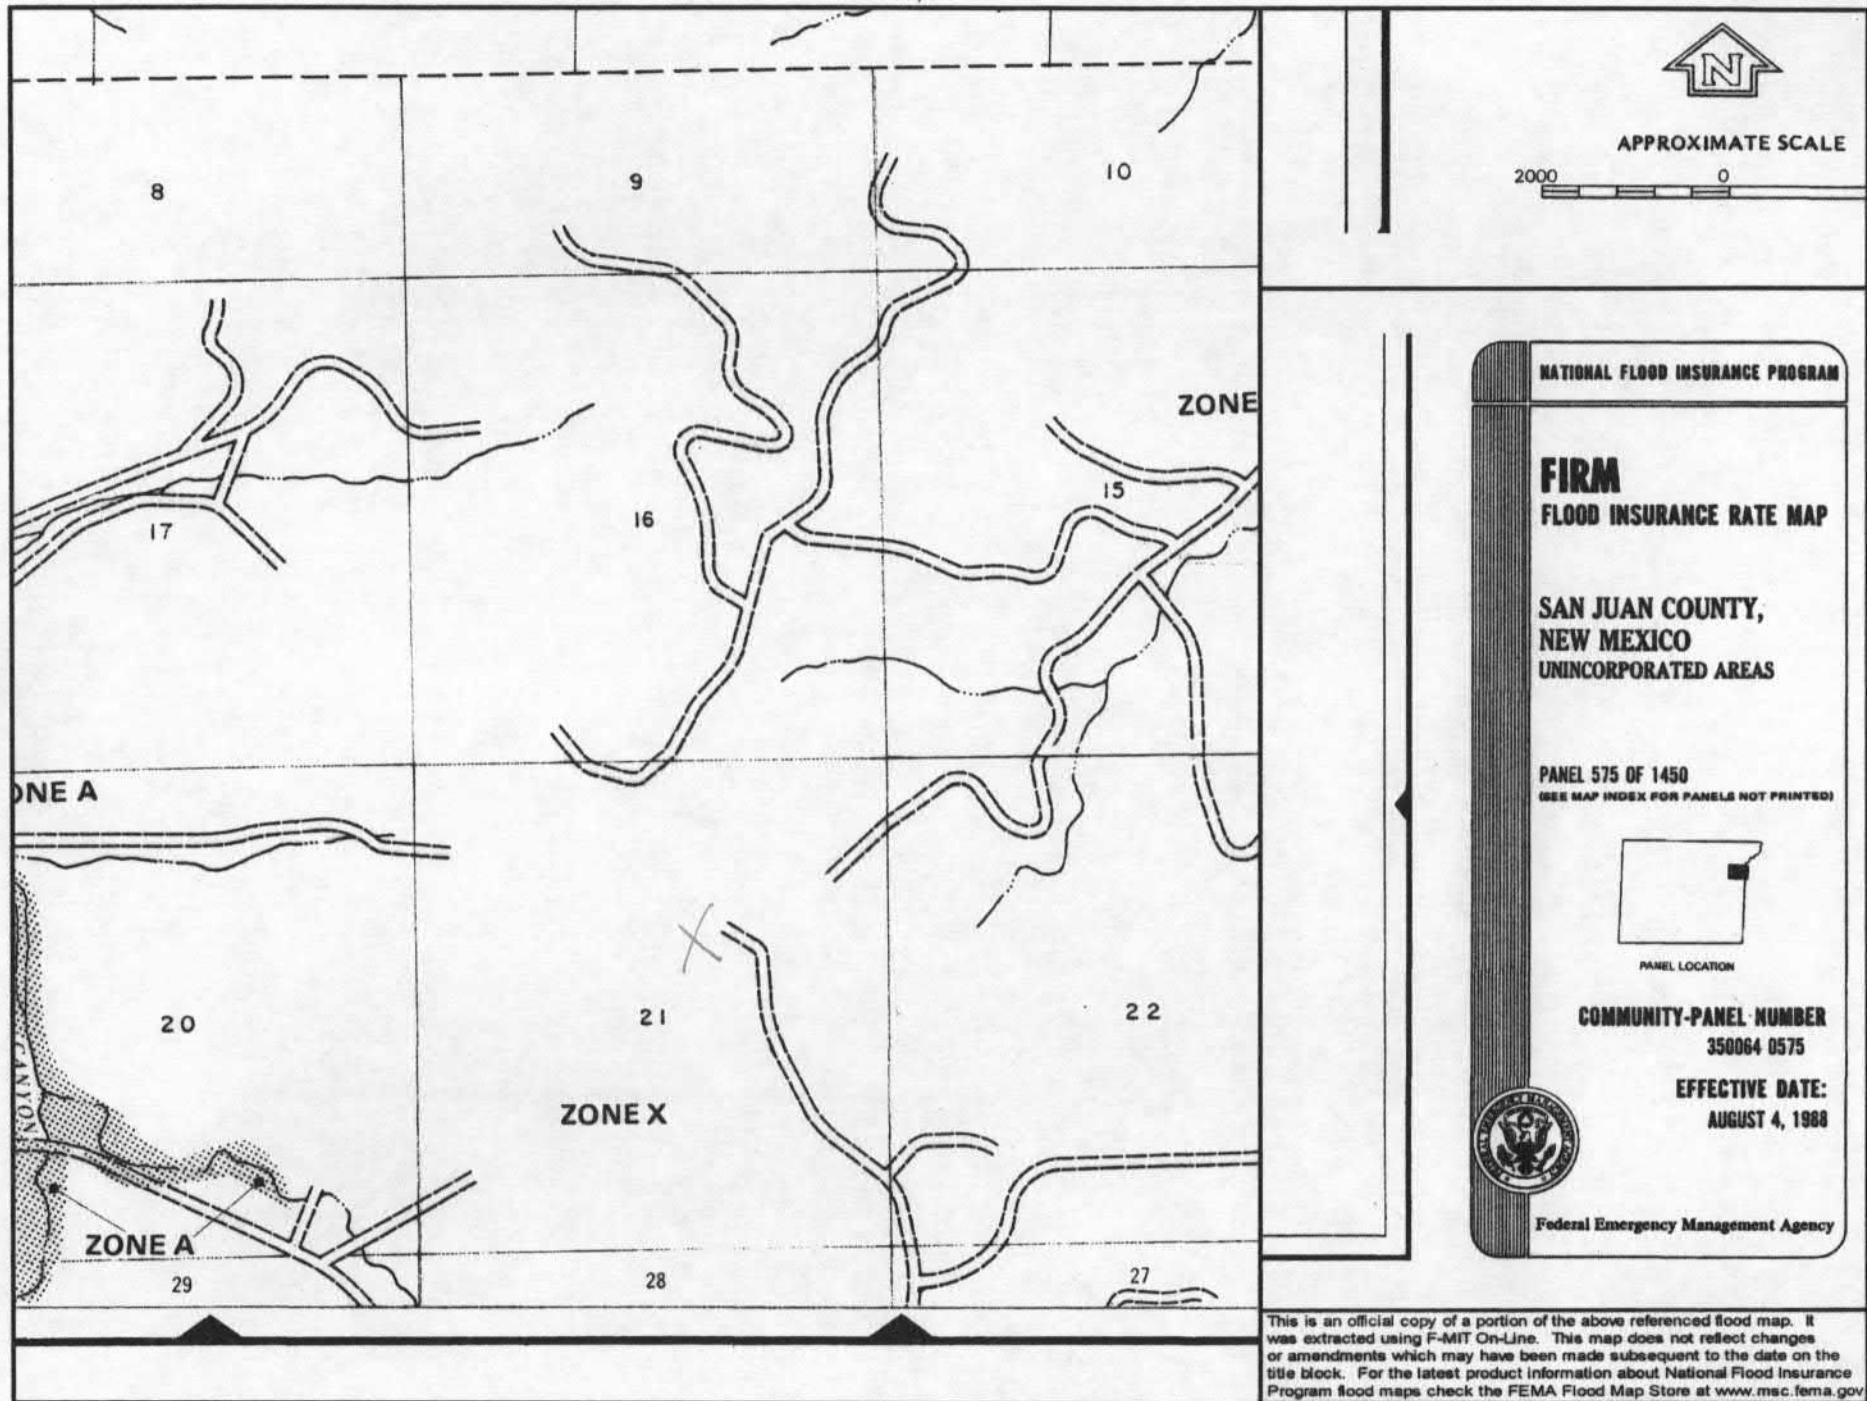 8
9
10
17
16
15
ZONE
ONE A
20
21
22
CANYON
ZONE X
ZONE A
29
28
27
N
APPROXIMATE SCALE
2000 0
NATIONAL FLOOD INSURANCE PROGRAM
FIRM
FLOOD INSURANCE RATE MAP
SAN JUAN COUNTY,
NEW MEXICO
UNINCORPORATED AREAS
PANEL 575 OF 1450
(SEE MAP INDEX FOR PANELS NOT PRINTED)
PANEL LOCATION
COMMUNITY-PANEL NUMBER
350064 0575
EFFECTIVE DATE:
AUGUST 4, 1988
Federal Emergency Management Agency
This is an official copy of a portion of the above referenced flood map. It
was extracted using F-MIT On-Line. This map does not reflect changes
or amendments which may have been made subsequent to the date on the
title block. For the latest product information about National Flood Insurance
Program flood maps check the FEMA Flood Map Store at www.msc.fema.gov